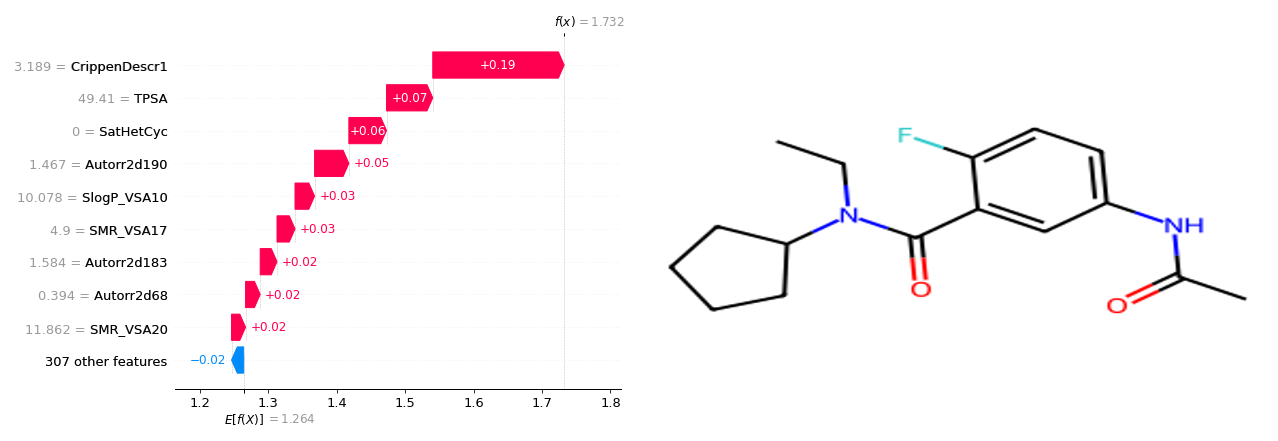 f(x) = 1.732
3.189 = CrippenDescr1
+0.19
49.41 = TPSA
+0.07
0 = SatHetCyc
+0.06
1.467 = Autorr2d190
+0.05
10.078 = SlogP_VSA10
+0.03
4.9 = SMR_VSA17
+0.03
1.584 = Autorr2d183
+0.02
0.394 = Autorr2d68
+0.02
11.862 = SMR_VSA20
+0.02
307 other features
−0.02
1.2 1.3 1.4 1.5 1.6 1.7 1.8
E[f(X)] = 1.264
F
N
NH
O
O